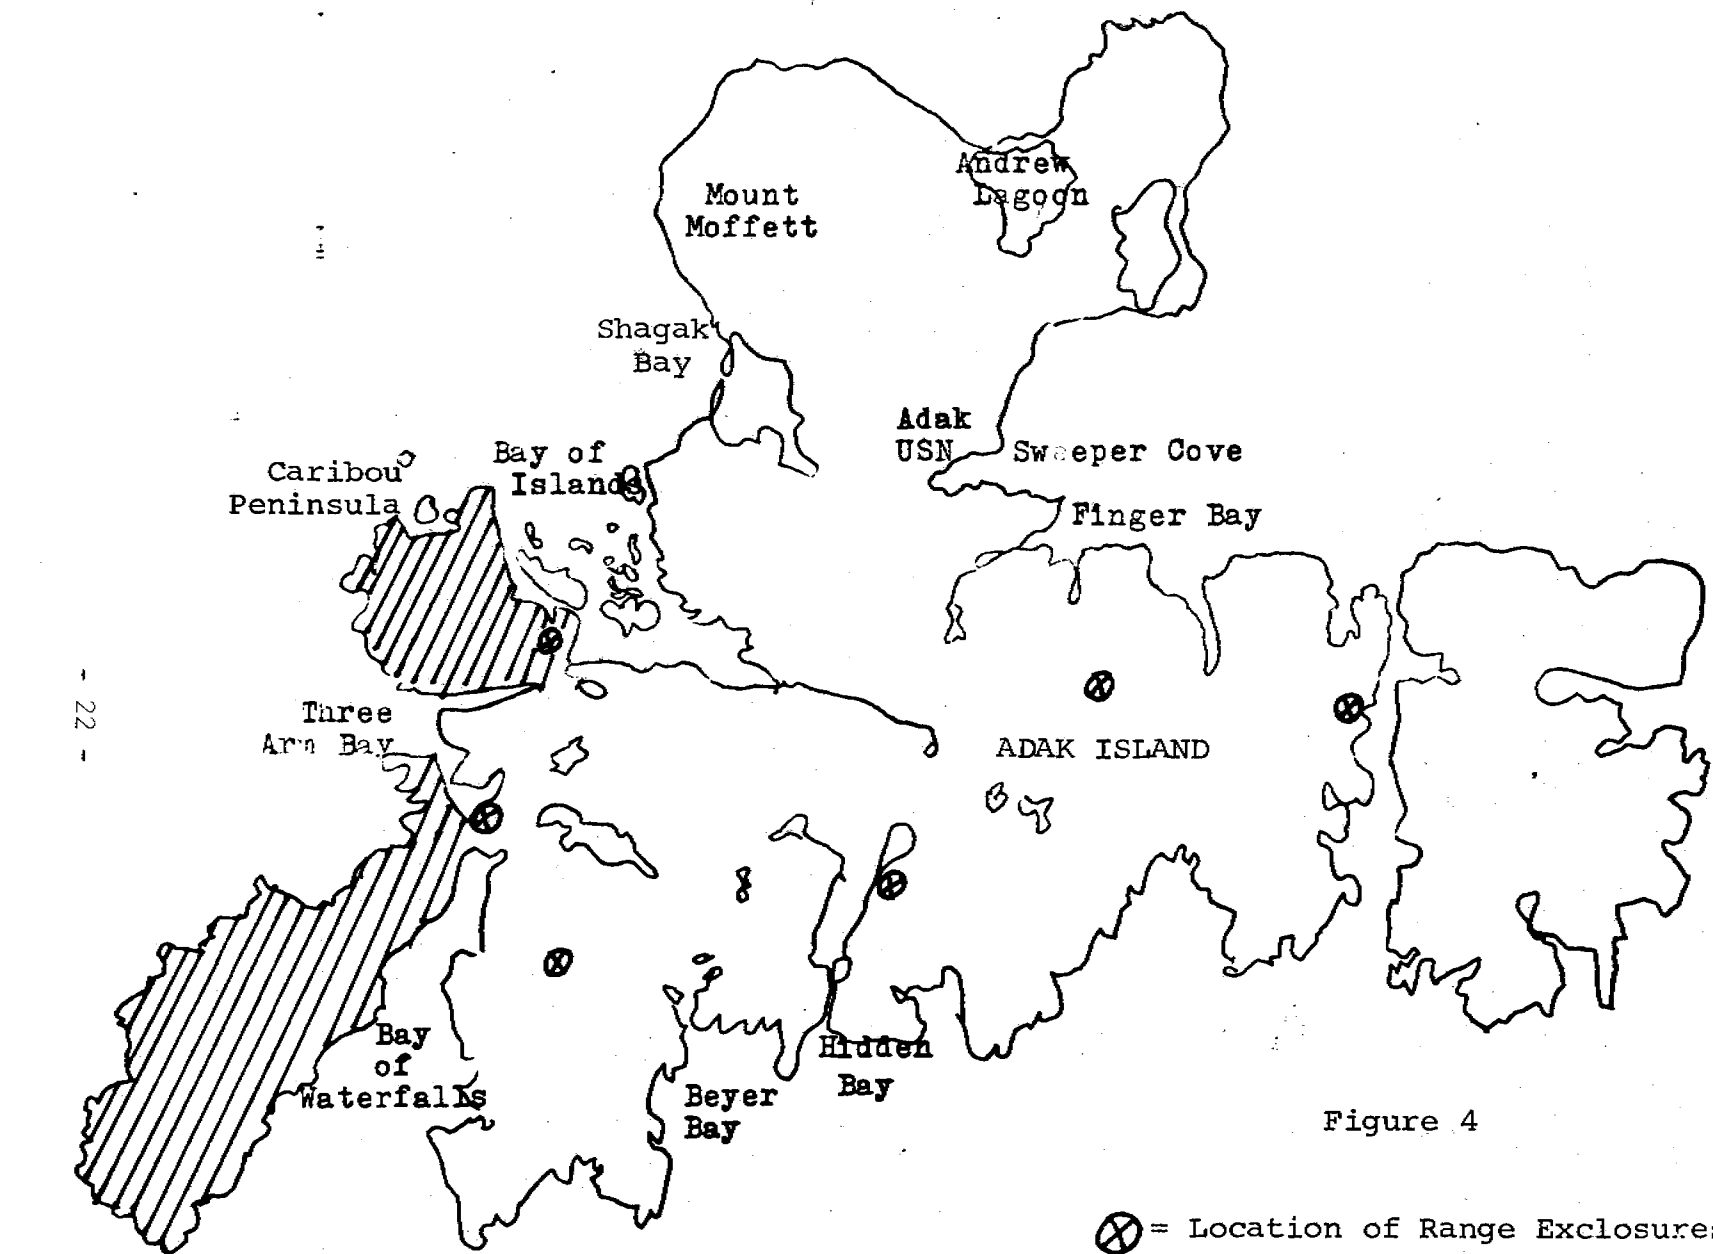 Andrew
Lagoon
Mount
Moffett
Shagak
Bay
Adak
USN
Sweeper Cove
Bay of
Islands
Caribou
Peninsula
Finger Bay
- 22 -
Three
Arm Bay
ADAK ISLAND
Bay
of
Waterfalls
Hidden
Bay
Beyer
Bay
Figure 4
= Location of Range Exclosures